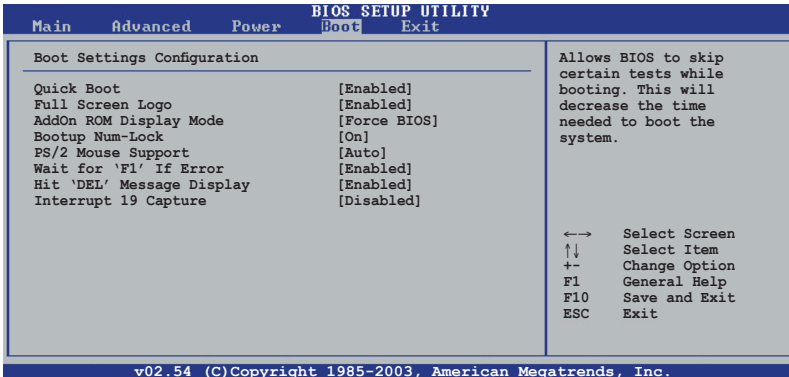 BIOS SETUP UTILITY
Main Advanced Power Boot Exit
Boot Settings Configuration
Quick Boot [Enabled]
Full Screen Logo [Enabled]
AddOn ROM Display Mode [Force BIOS]
Bootup Num-Lock [On]
PS/2 Mouse Support [Auto]
Wait for ‘F1’ If Error [Enabled]
Hit ‘DEL’ Message Display [Enabled]
Interrupt 19 Capture [Disabled]
Allows BIOS to skip
certain tests while
booting. This will
decrease the time
needed to boot the
system.
←→ Select Screen
↑↓ Select Item
+- Change Option
F1 General Help
F10 Save and Exit
ESC Exit
v02.54 (C)Copyright 1985-2003, American Megatrends, Inc.